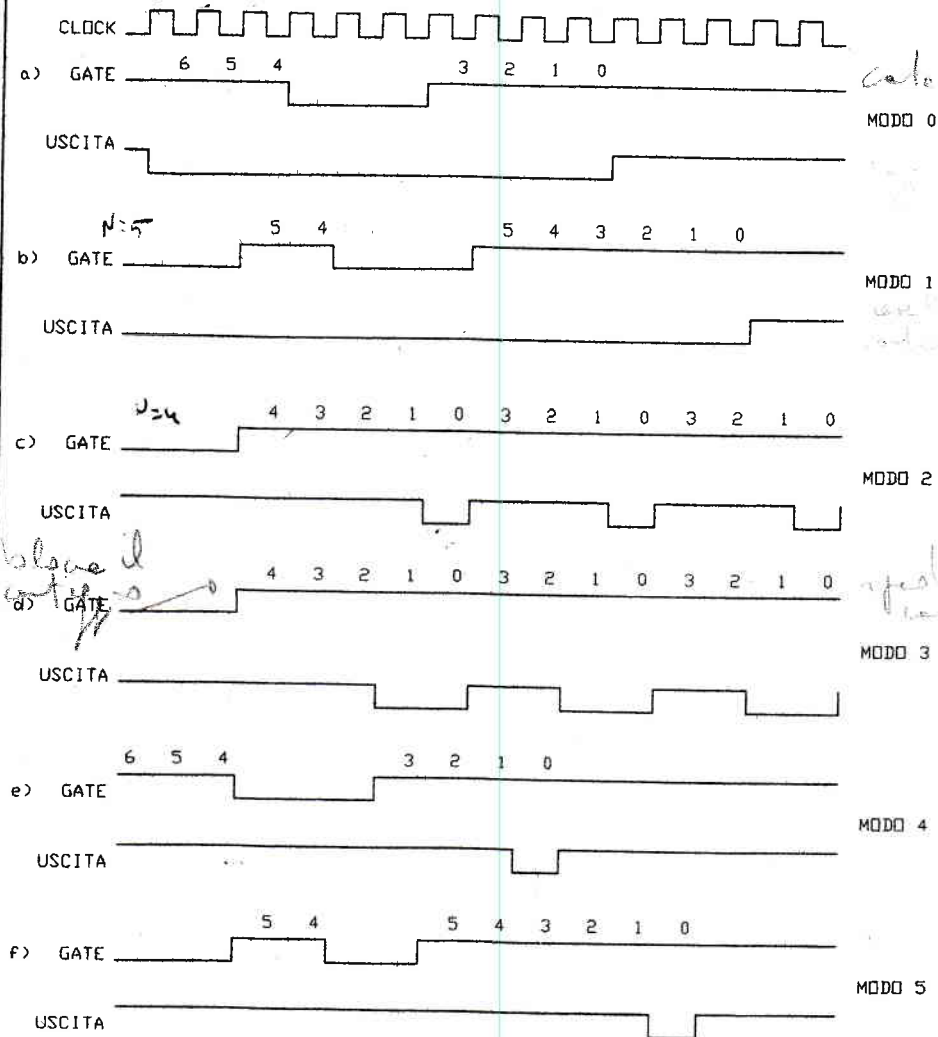 CLOCK
6 5 4 3 2 1 0
a) GATE
MODO 0
USCITA
N=5
5 4 5 4 3 2 1 0
b) GATE
MODO 1
USCITA
4 3 2 1 0 3 2 1 0 3 2 1 0
c) GATE
MODO 2
USCITA
il
4 3 2 1 0 3 2 1 0 3 2 1 0
d) GATE
MODO 3
USCITA
6 5 4 3 2 1 0
e) GATE
MODO 4
USCITA
5 4 5 4 3 2 1 0
f) GATE
MODO 5
USCITA